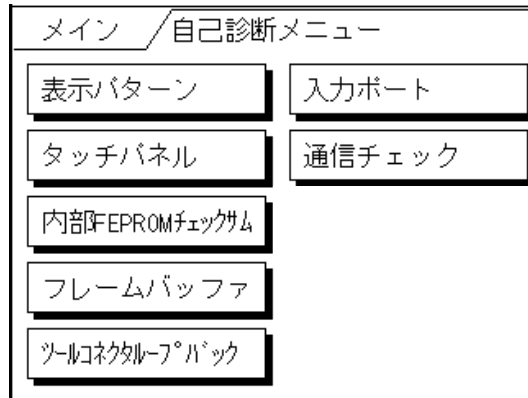 メイン 自己診断メニュー
表示パターン 入力ポート
タッチパネル 通信チェック
内部FEPROMﾁｪｯｸｻﾑ
フレームバッファ
ﾂｰﾙｺﾈｸﾀﾙｰﾌﾟﾊﾞｯｸ